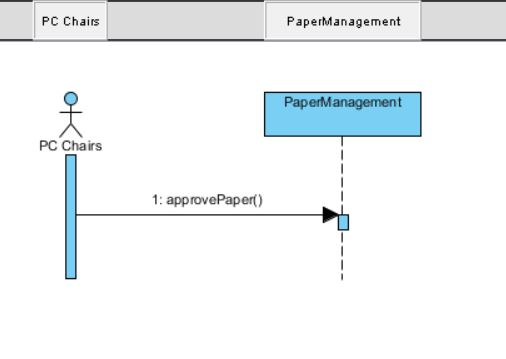 PC Chairs
PaperManagement
PaperManagement
PC Chairs
1: approvePaper()